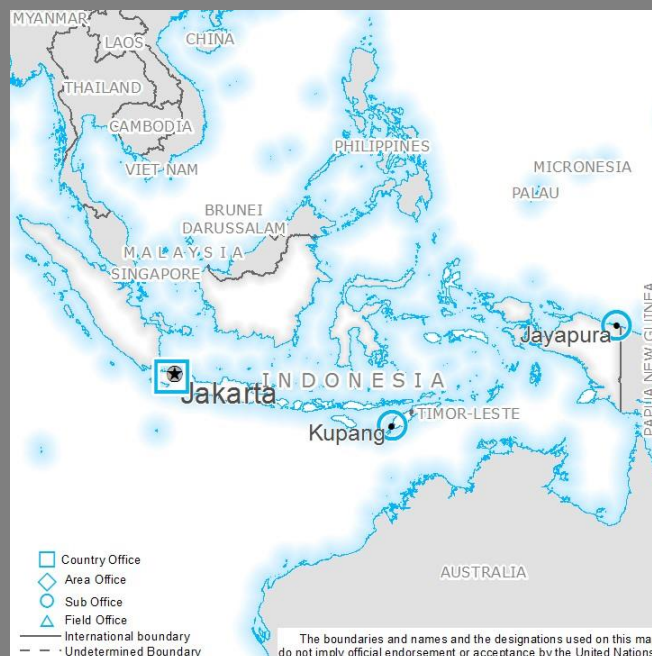 MYANMAR
LAOS
CHINA
THAILAND
CAMBODIA
VIET NAM
PHILIPPINES
MICRONESIA
PALAU
BRUNEI
DARUSSALAM
MALAYSIA
SINGAPORE
Jayapura
PAPUA NEW GUINEA
INDONESIA
Jakarta
TIMOR-LESTE
Kupang
AUSTRALIA
Country Office
Area Office
Sub Office
Field Office
International boundary
Undetermined Boundary
The boundaries and names and the designations used on this ma
do not imply official endorsement or acceptance by the United Nations